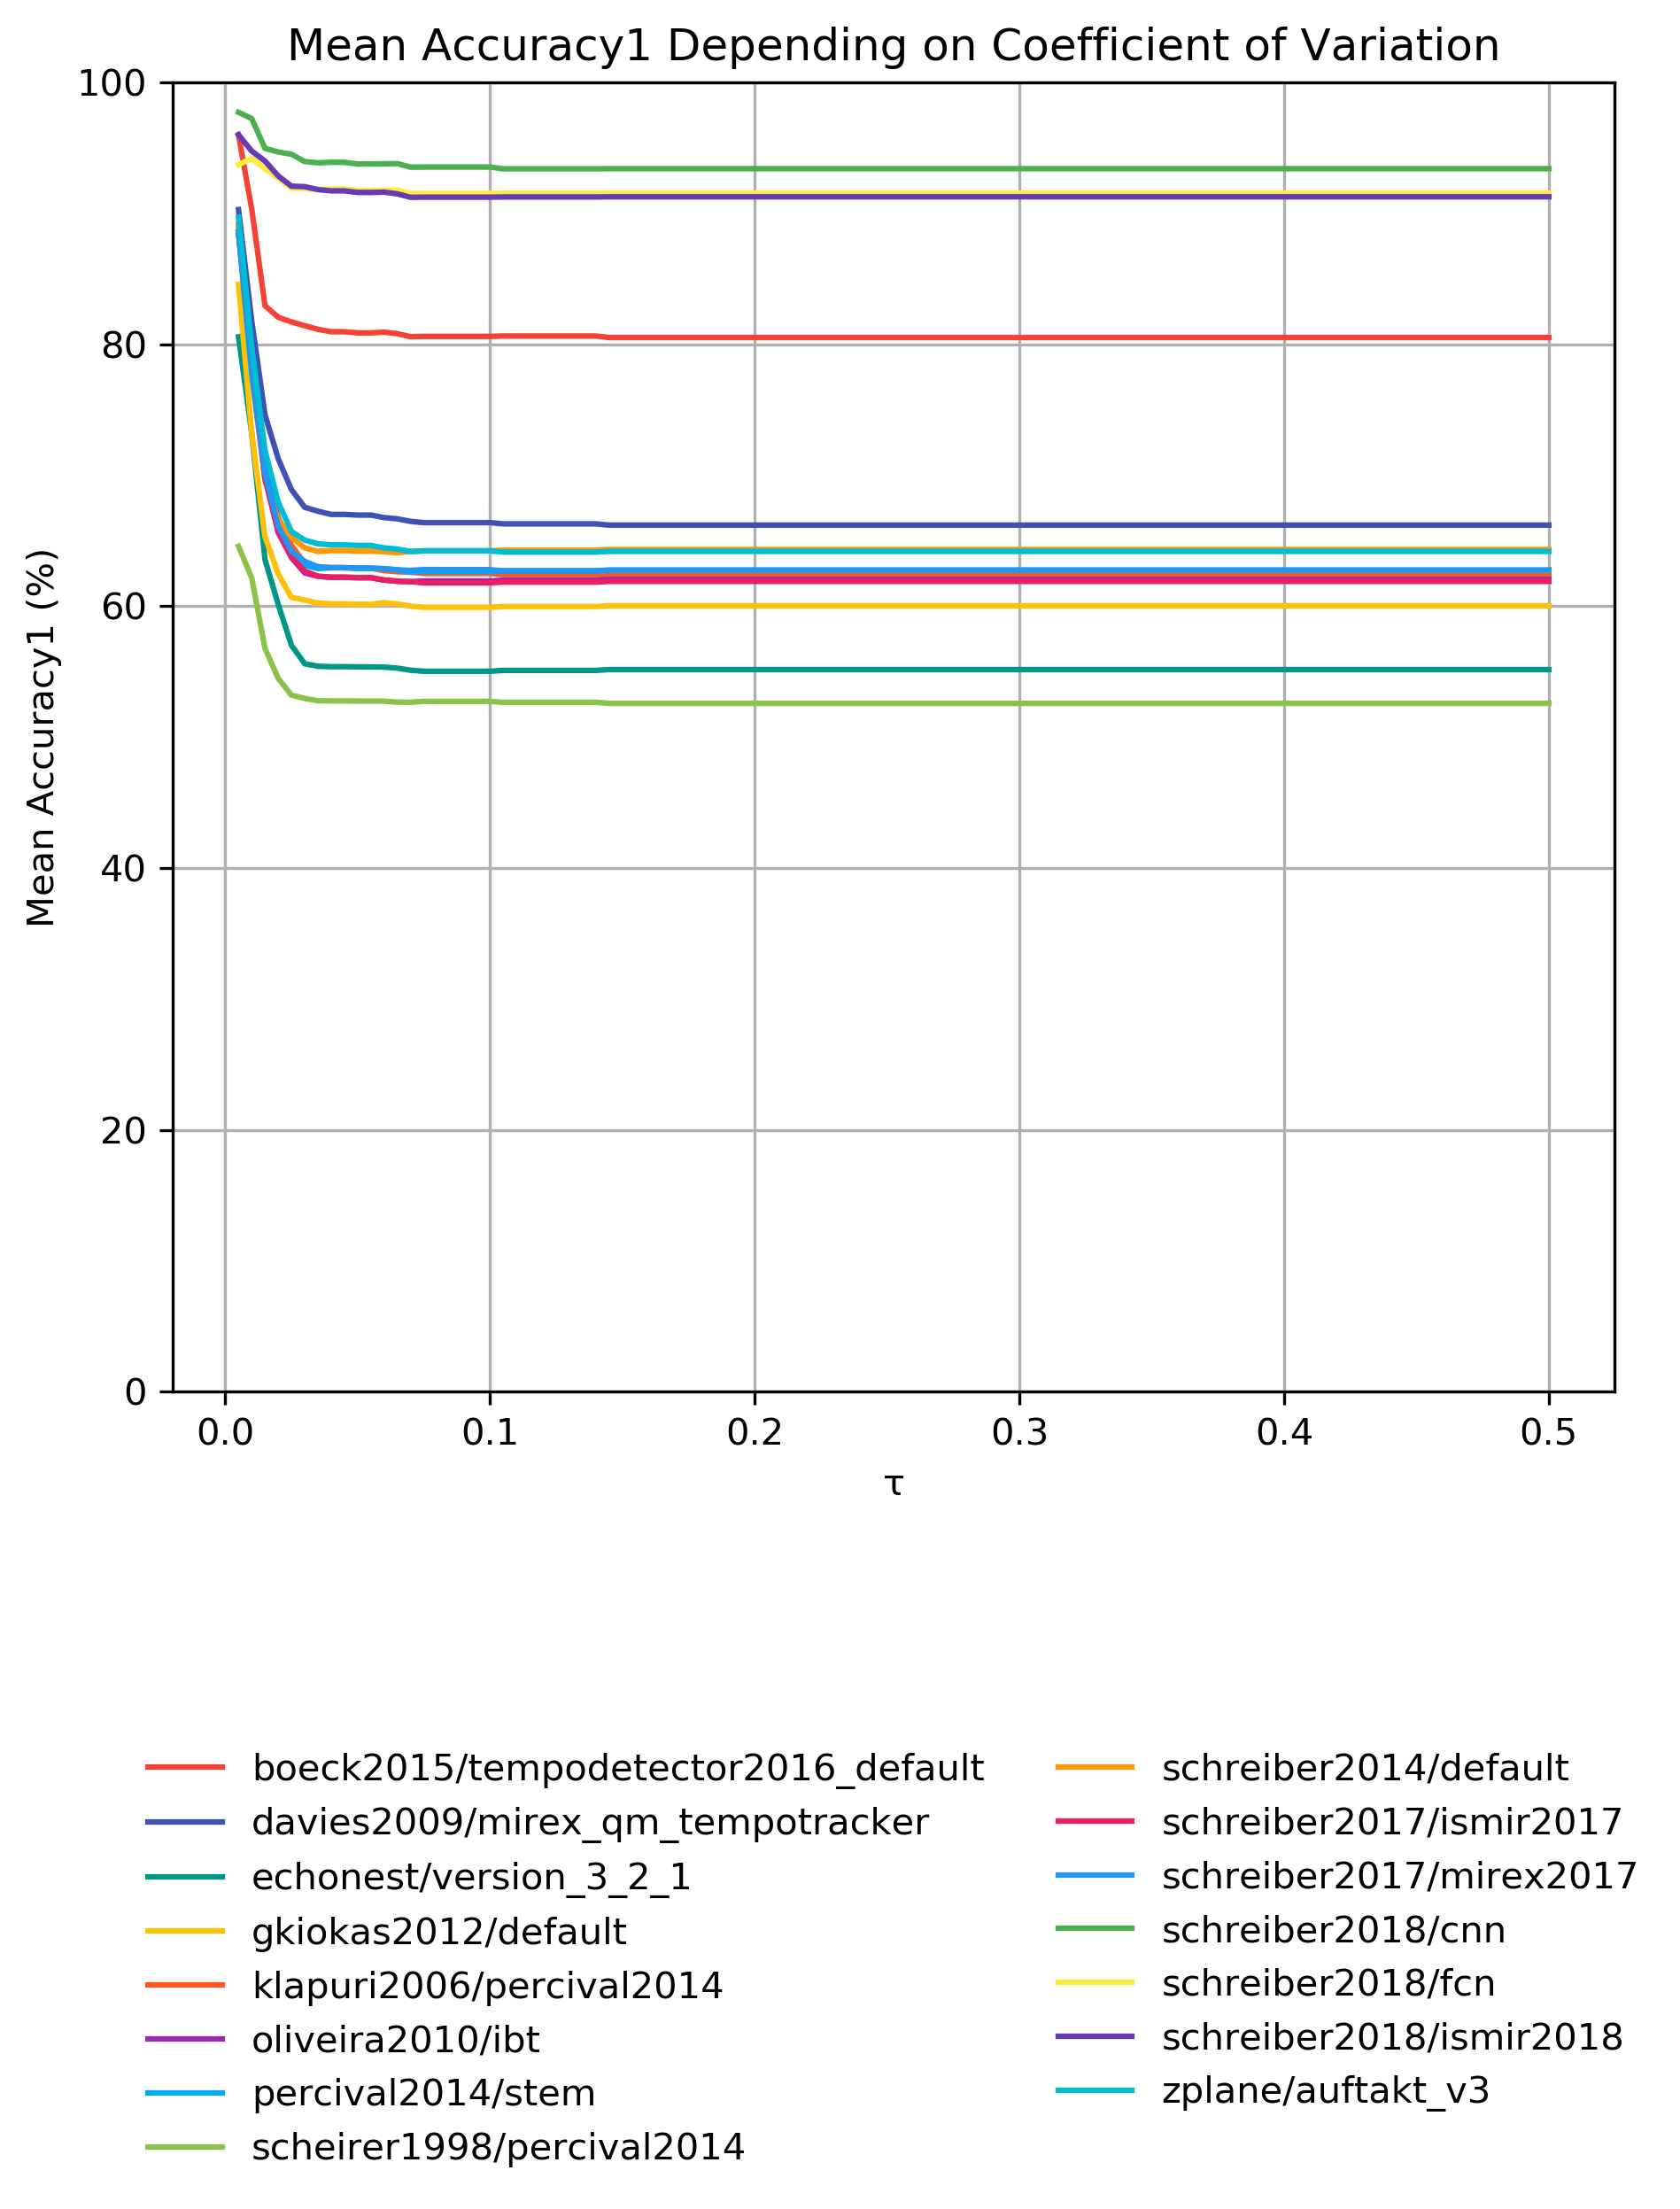 Mean Accuracy1 Depending on Coefficient of Variation
100
80
60
40
20
0
Mean Accuracy1 (%)
0.0 0.1 0.2 0.3 0.4 0.5
τ
boeck2015/tempodetector2016_default
davies2009/mirex_qm_tempotracker
echonest/version_3_2_1
gkiokas2012/default
klapuri2006/percival2014
oliveira2010/ibt
percival2014/stem
scheirer1998/percival2014
schreiber2014/default
schreiber2017/ismir2017
schreiber2017/mirex2017
schreiber2018/cnn
schreiber2018/fcn
schreiber2018/ismir2018
zplane/auftakt_v3